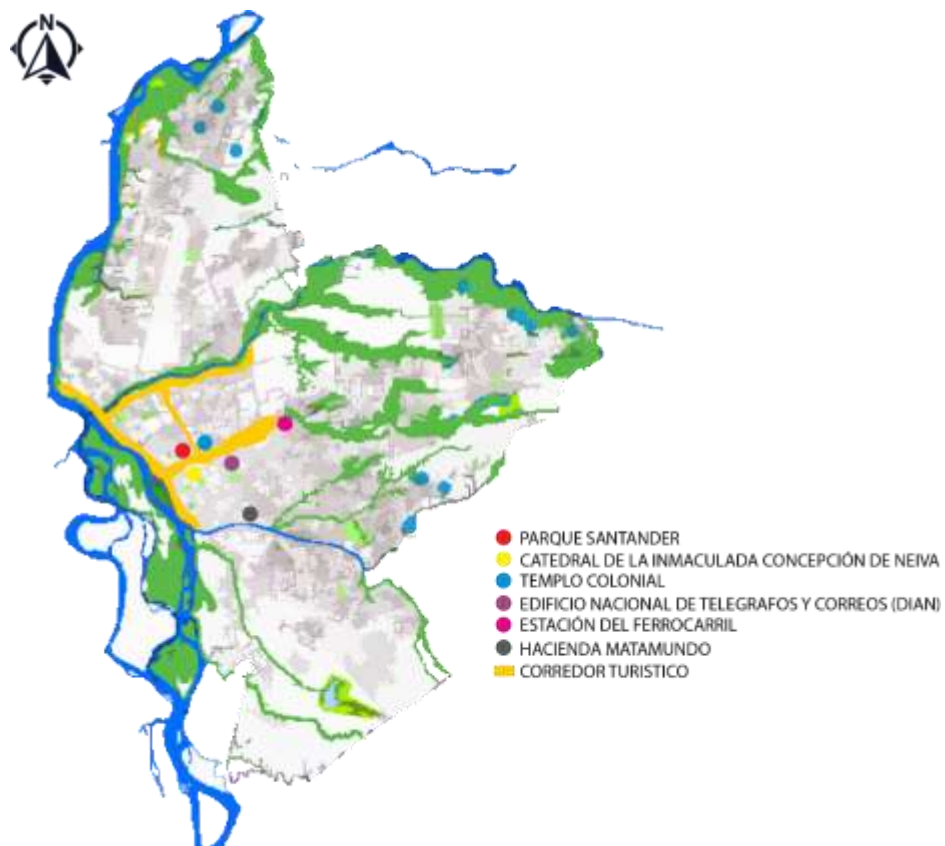 N
PARQUE SANTANDER
CATEDRAL DE LA INMACULADA CONCEPCIÓN DE NEIVA
TEMPLO COLONIAL
EDIFICIO NACIONAL DE TELEGRAFOS Y CORREOS (DIAN)
ESTACIÓN DEL FERROCARRIL
HACIENDA MATAMUNDO
CORREDOR TURISTICO